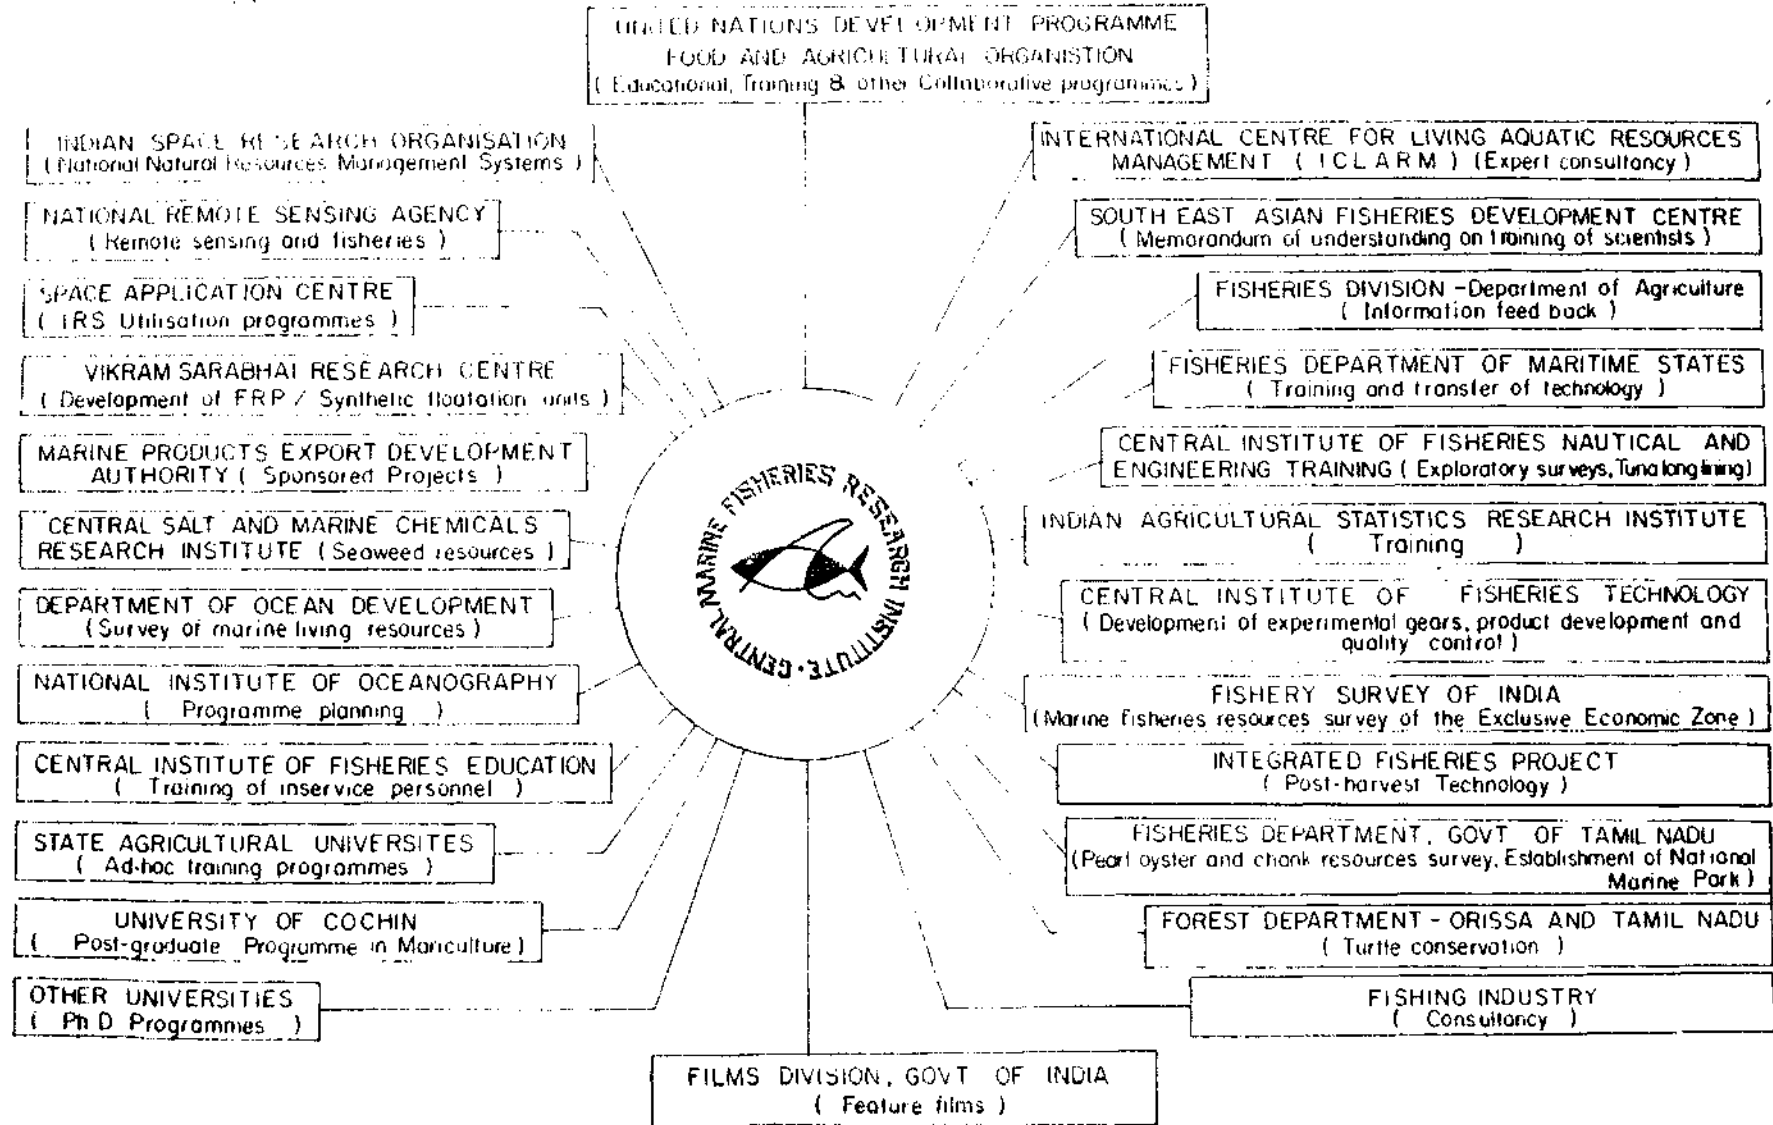 UNITED NATIONS DEVELOPMENT PROGRAMME
FOOD AND AGRICULTURAL ORGANISTION
( Educational, Training & other Collaborative programmes )
INDIAN SPACE RESEARCH ORGANISATION
( National Natural Resources Management Systems )
NATIONAL REMOTE SENSING AGENCY
( Remote sensing and fisheries )
SPACE APPLICATION CENTRE
( IRS Utilisation programmes )
VIKRAM SARABHAI RESEARCH CENTRE
( Development of FRP / Synthetic floatation units )
MARINE PRODUCTS EXPORT DEVELOPMENT
AUTHORITY ( Sponsored Projects )
CENTRAL SALT AND MARINE CHEMICALS
RESEARCH INSTITUTE ( Seaweed resources )
DEPARTMENT OF OCEAN DEVELOPMENT
(Survey of marine living resources )
NATIONAL INSTITUTE OF OCEANOGRAPHY
( Programme planning )
CENTRAL INSTITUTE OF FISHERIES EDUCATION
( Training of inservice personnel )
STATE AGRICULTURAL UNIVERSITES
( Ad-hoc training programmes )
UNIVERSITY OF COCHIN
( Post-graduate Programme in Mariculture )
OTHER UNIVERSITIES
( Ph D Programmes )
CENTRAL MARINE FISHERIES RESEARCH INSTITUTE •
INTERNATIONAL CENTRE FOR LIVING AQUATIC RESOURCES
MANAGEMENT ( ICLARM ) (Expert consultancy )
SOUTH EAST ASIAN FISHERIES DEVELOPMENT CENTRE
( Memorandum of understanding on training of scientists )
FISHERIES DIVISION - Department of Agriculture
( Information feed back )
FISHERIES DEPARTMENT OF MARITIME STATES
( Training and transfer of technology )
CENTRAL INSTITUTE OF FISHERIES NAUTICAL AND
ENGINEERING TRAINING ( Exploratory surveys, Tuna longlining)
INDIAN AGRICULTURAL STATISTICS RESEARCH INSTITUTE
( Training )
CENTRAL INSTITUTE OF FISHERIES TECHNOLOGY
( Development of experimental gears, product development and
quality control )
FISHERY SURVEY OF INDIA
(Marine fisheries resources survey of the Exclusive Economic Zone )
INTEGRATED FISHERIES PROJECT
( Post-harvest Technology )
FISHERIES DEPARTMENT, GOVT OF TAMIL NADU
(Pearl oyster and chank resources survey, Establishment of National
Marine Park )
FOREST DEPARTMENT - ORISSA AND TAMIL NADU
( Turtle conservation )
FISHING INDUSTRY
( Consultancy )
FILMS DIVISION, GOVT OF INDIA
( Feature films )